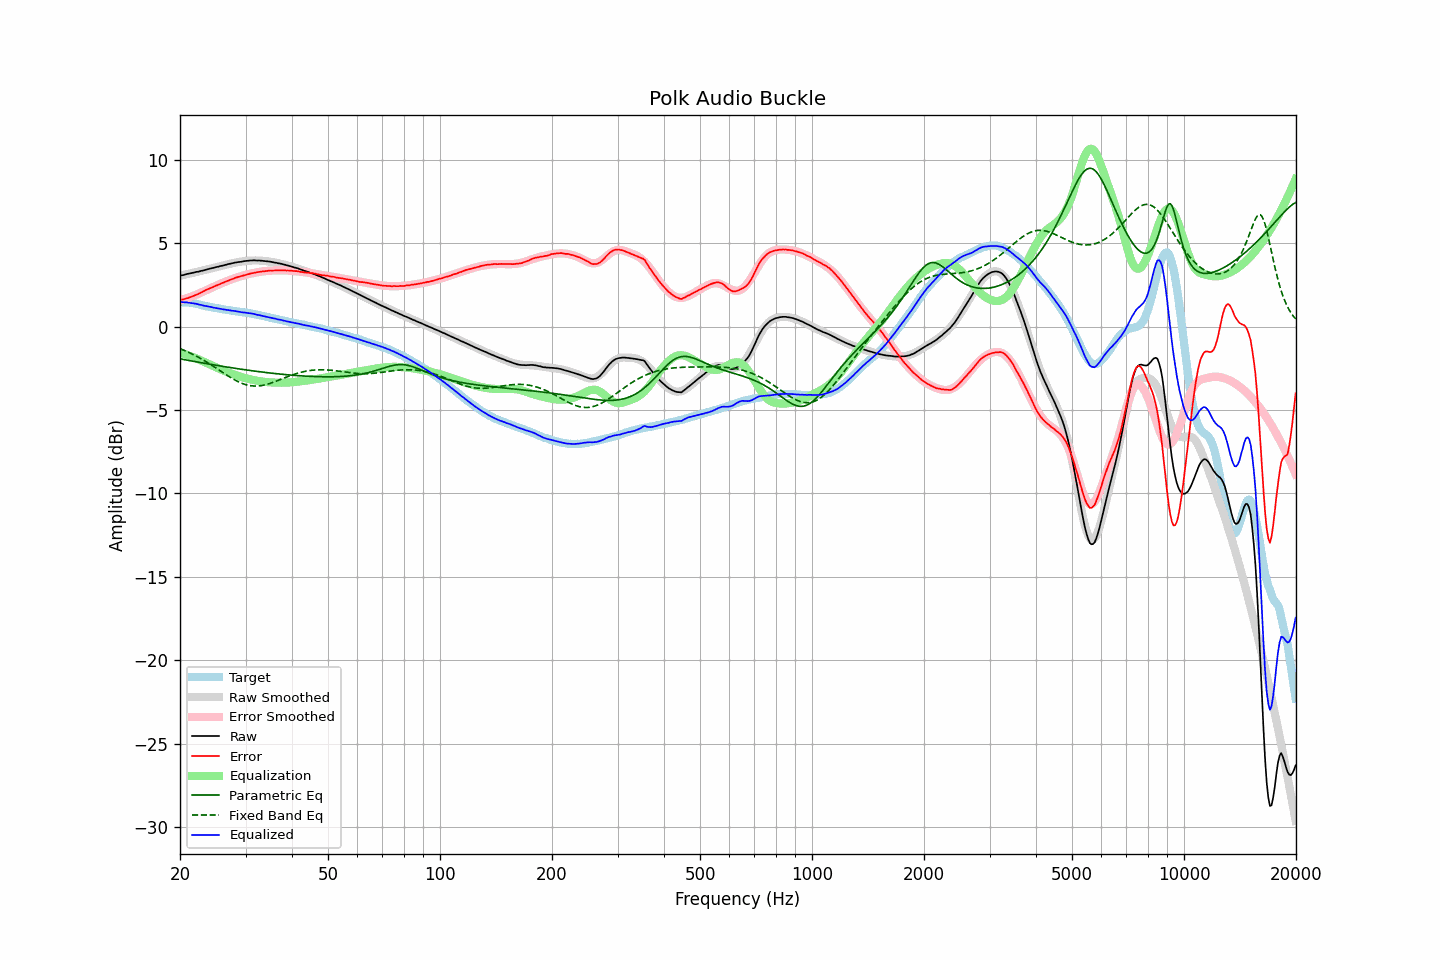 Polk Audio Buckle
10
5
0
−5
−10
−15
−20
−25
−30
Amplitude (dBr)
Target
Raw Smoothed
Error Smoothed
Raw
Error
Equalization
Parametric Eq
Fixed Band Eq
Equalized
20 50 100 200 500 1000 2000 5000 10000 20000
Frequency (Hz)